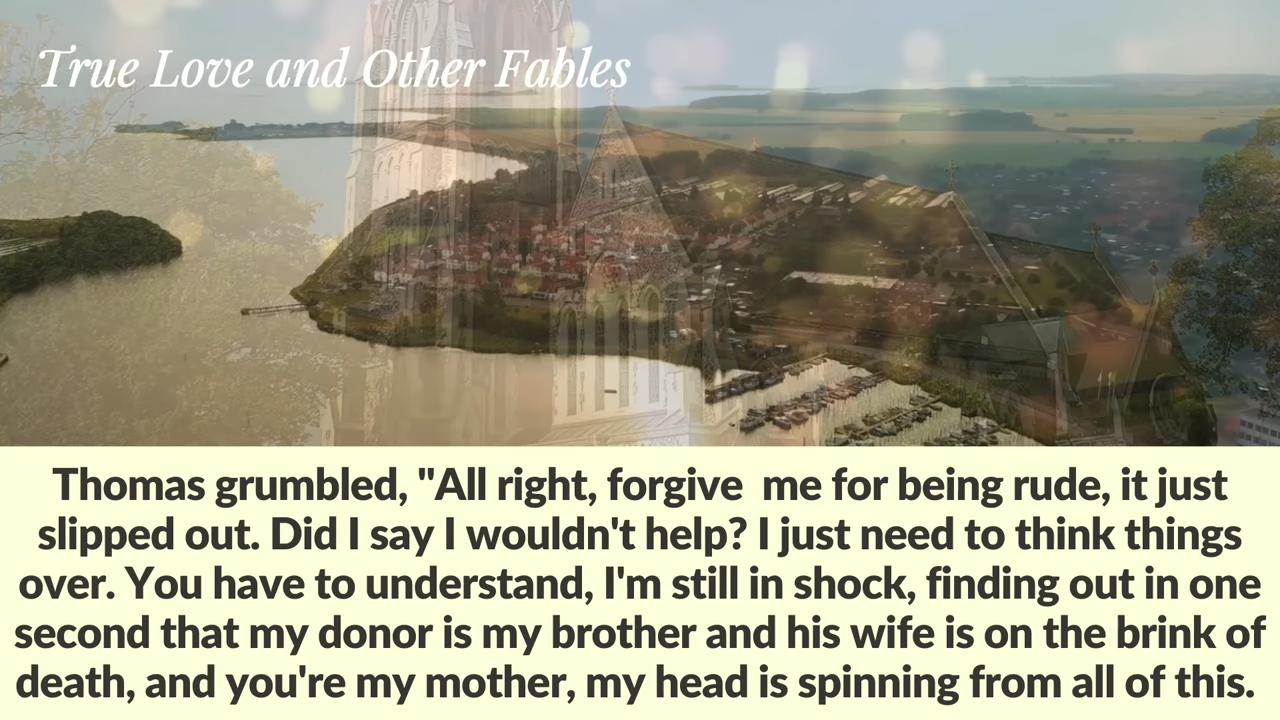 True Love and Other Fables
Thomas grumbled, "All right, forgive  me for being rude, it just
slipped out. Did I say I wouldn't help? I just need to think things
over. You have to understand, I'm still in shock, finding out in one
second that my donor is my brother and his wife is on the brink of
death, and you're my mother, my head is spinning from all of this.